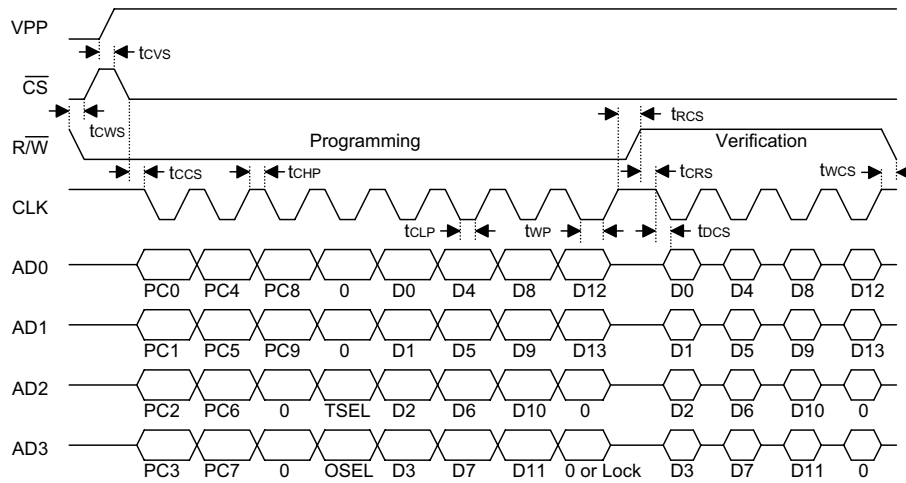 VPP
tCVS
CS
tCWS
tRCS
R/W
Programming
Verification
tCCS
tCHP
tCRS
tWCS
CLK
tCLP
tWP
tDCS
AD0
PC0 PC4 PC8 0 D0 D4 D8 D12 D0 D4 D8 D12
AD1
PC1 PC5 PC9 0 D1 D5 D9 D13 D1 D5 D9 D13
AD2
PC2 PC6 0 TSEL D2 D6 D10 0 D2 D6 D10 0
AD3
PC3 PC7 0 OSEL D3 D7 D11 0 or Lock D3 D7 D11 0